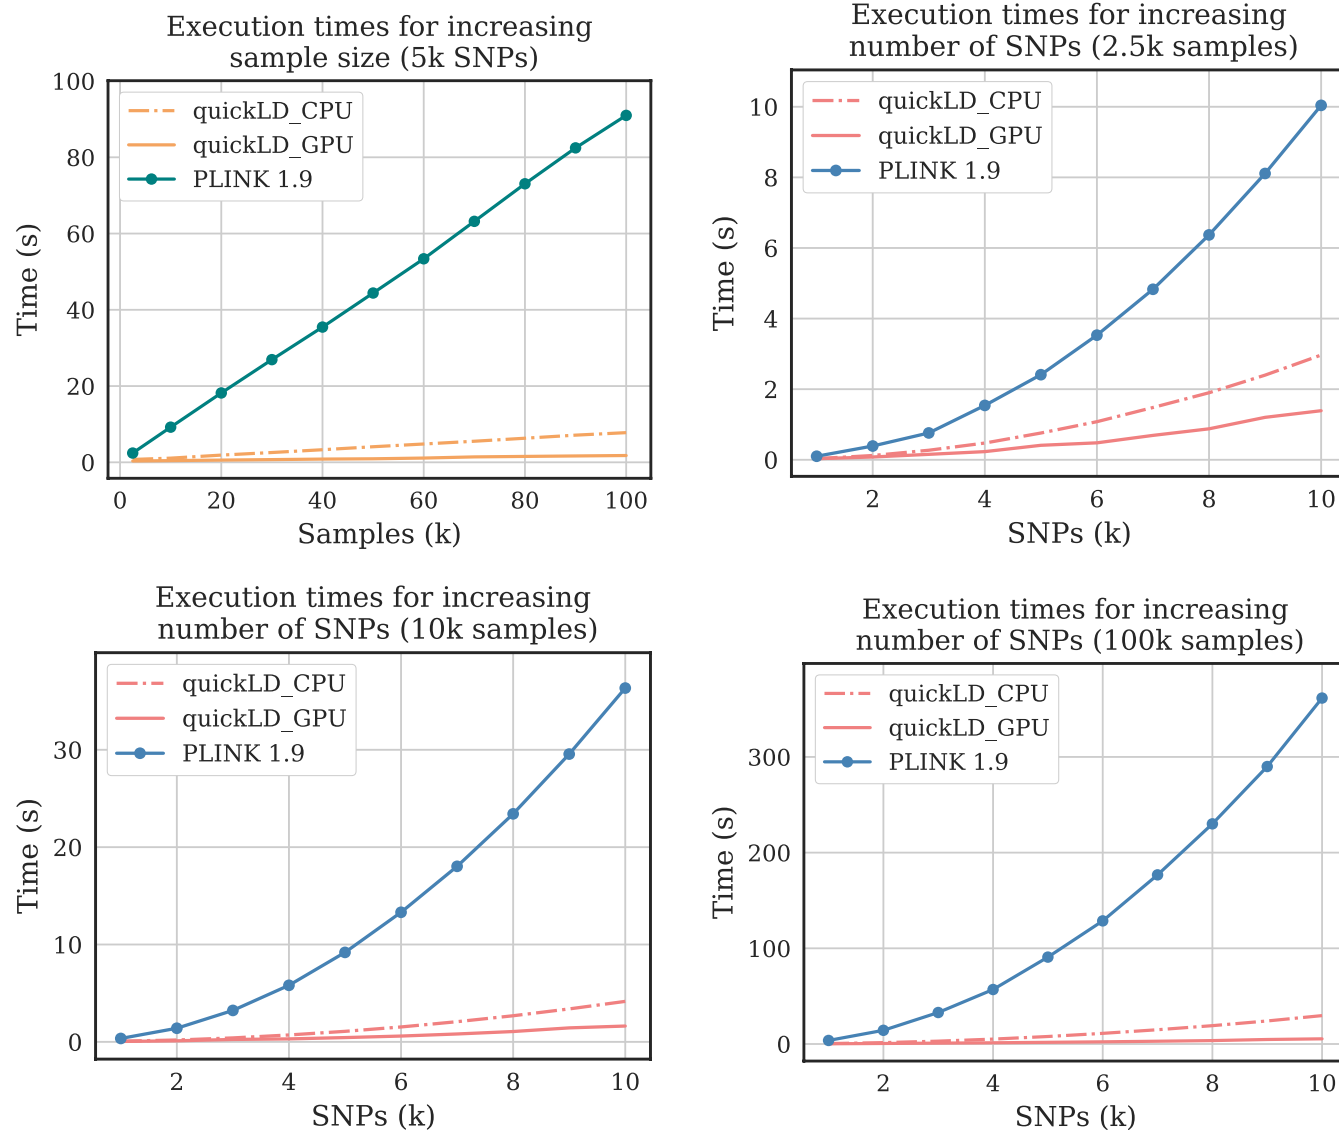 Execution times for increasing
sample size (5k SNPs)
100
80
60
40
20
0
Time (s)
quickLD_CPU
quickLD_GPU
PLINK 1.9
0
20
40
60
80
100
Samples (k)
Execution times for increasing
number of SNPs (2.5k samples)
10
8
6
4
2
0
Time (s)
quickLD_CPU
quickLD_GPU
PLINK 1.9
2
4
6
8
10
SNPs (k)
Execution times for increasing
number of SNPs (10k samples)
30
20
10
0
Time (s)
quickLD_CPU
quickLD_GPU
PLINK 1.9
2
4
6
8
10
SNPs (k)
Execution times for increasing
number of SNPs (100k samples)
300
200
100
0
Time (s)
quickLD_CPU
quickLD_GPU
PLINK 1.9
2
4
6
8
10
SNPs (k)